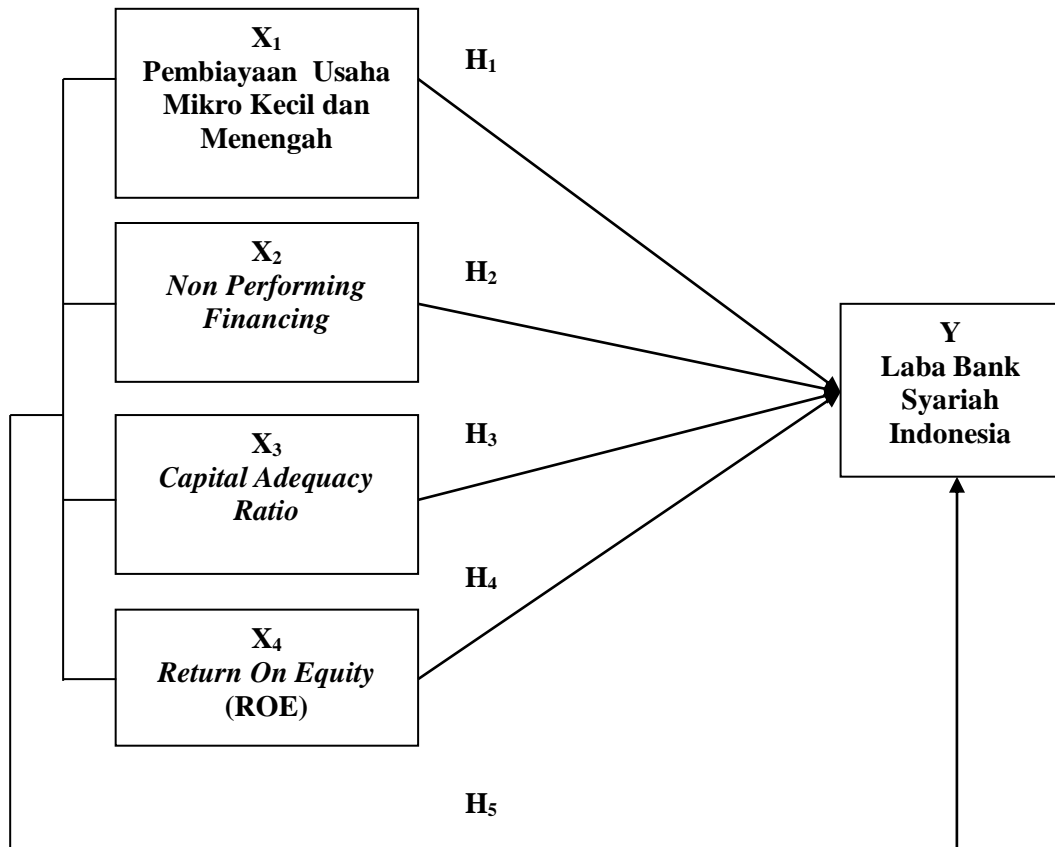 X₁
Pembiayaan Usaha
Mikro Kecil dan
Menengah
H₁
X₂
Non Performing
Financing
H₂
X₃
Capital Adequacy
Ratio
H₃
X₄
Return On Equity
(ROE)
H₄
Y
Laba Bank
Syariah
Indonesia
H₅